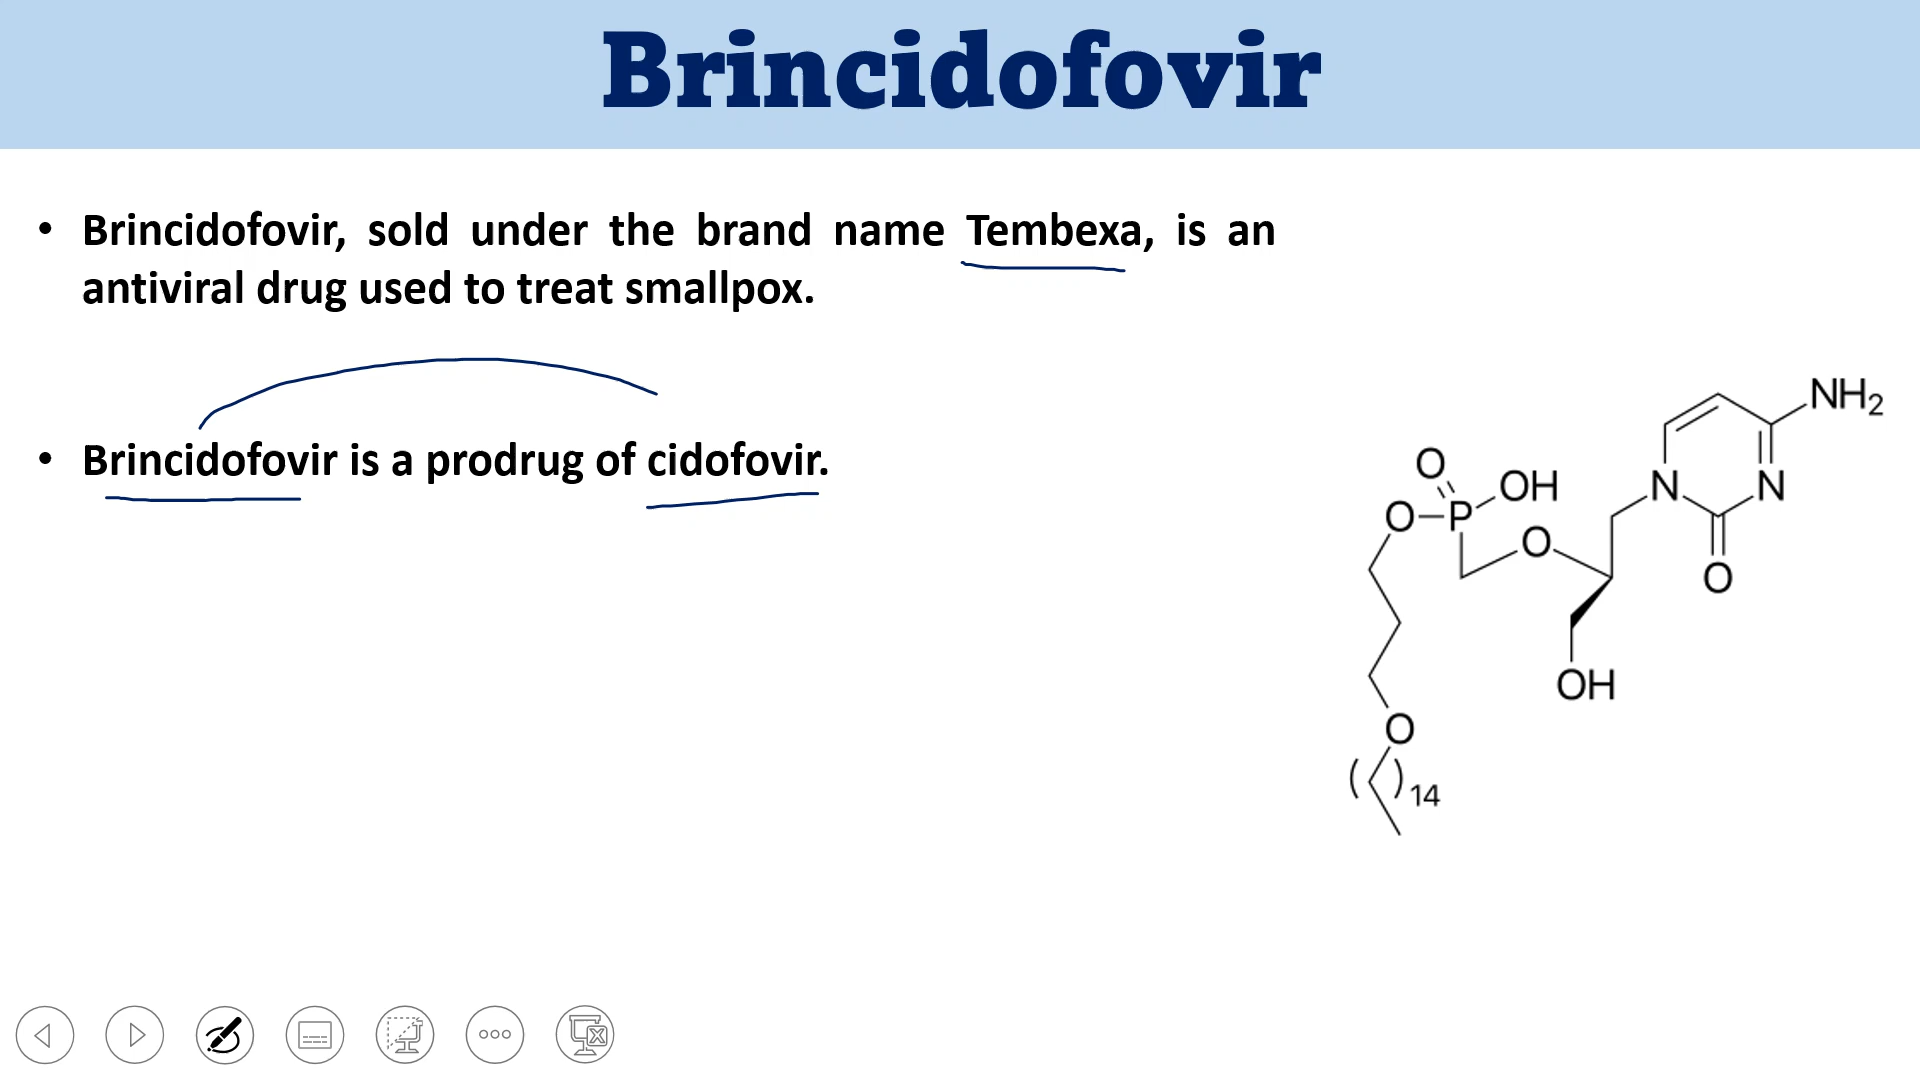 Brincidofovir
• Brincidofovir, sold under the brand name Tembexa, is an
antiviral drug used to treat smallpox.
• Brincidofovir is a prodrug of cidofovir.
NH2
O
OH
O
P
N
N
O
O
OH
O
( )14